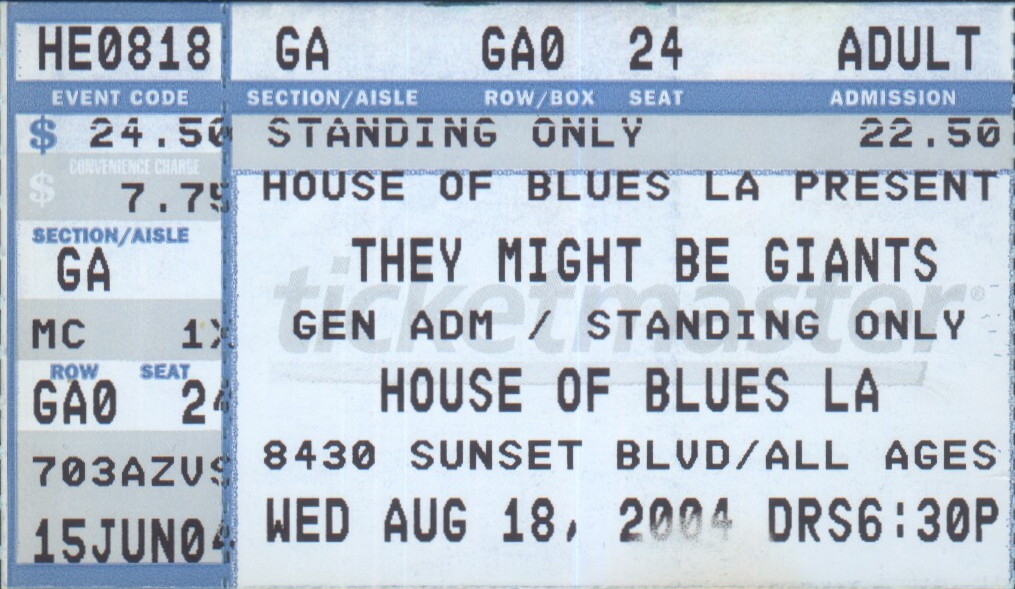 HE0818 GA GA0 24 ADULT
EVENT CODE SECTION/AISLE ROW/BOX SEAT ADMISSION
$ 24.50 STANDING ONLY 22.50
CONVENIENCE CHARGE
$ 7.75
HOUSE OF BLUES LA PRESENT
SECTION/AISLE
GA
THEY MIGHT BE GIANTS
ticketmaster®
MC 1X
GEN ADM / STANDING ONLY
ROW SEAT
GA0 24
HOUSE OF BLUES LA
703AZVS
8430 SUNSET BLVD/ALL AGES
15JUN04
WED AUG 18, 2004 DRS6:30P